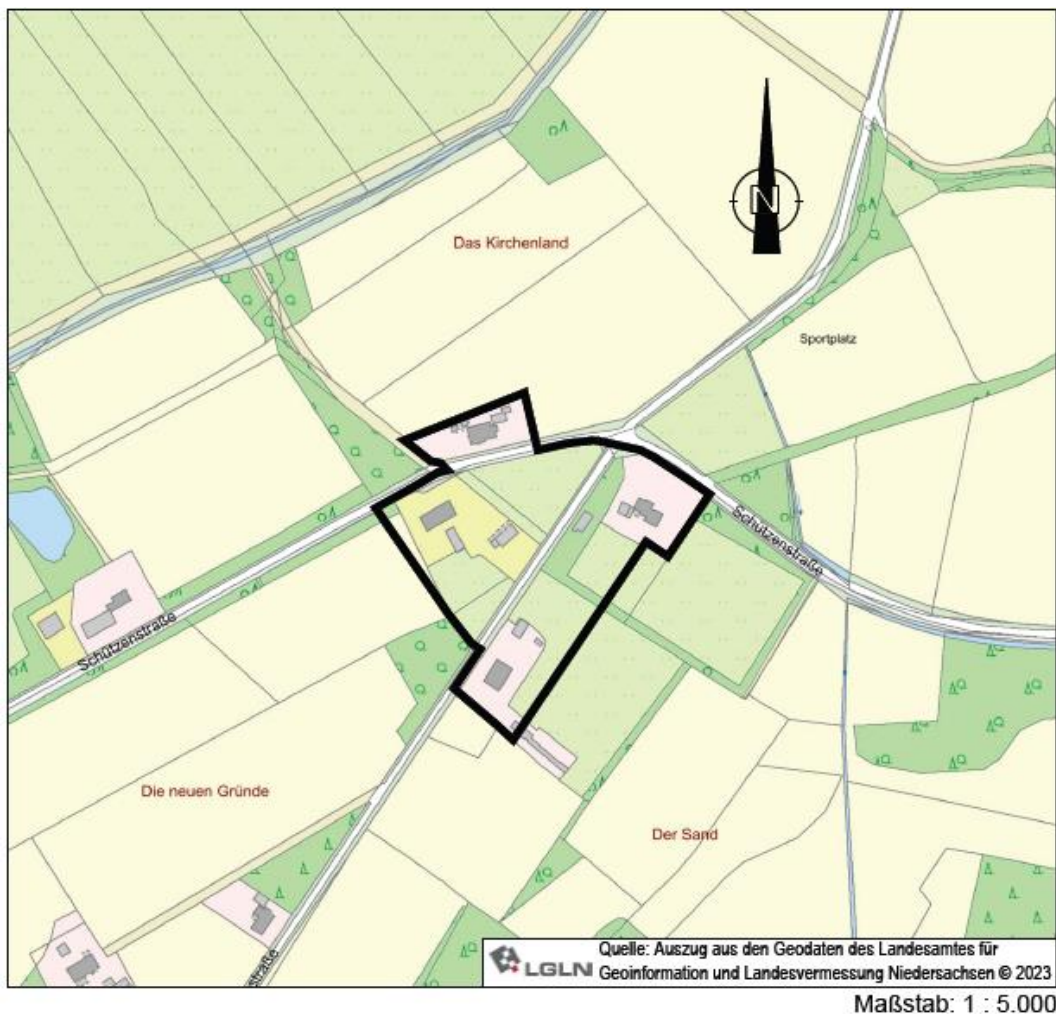 Das Kirchenland
N
Sportplatz
Schützenstraße
Schützenstraße
Die neuen Gründe
Der Sand
straße
LGLN
Quelle: Auszug aus den Geodaten des Landesamtes für
Geoinformation und Landesvermessung Niedersachsen © 2023
Maßstab: 1 : 5.000